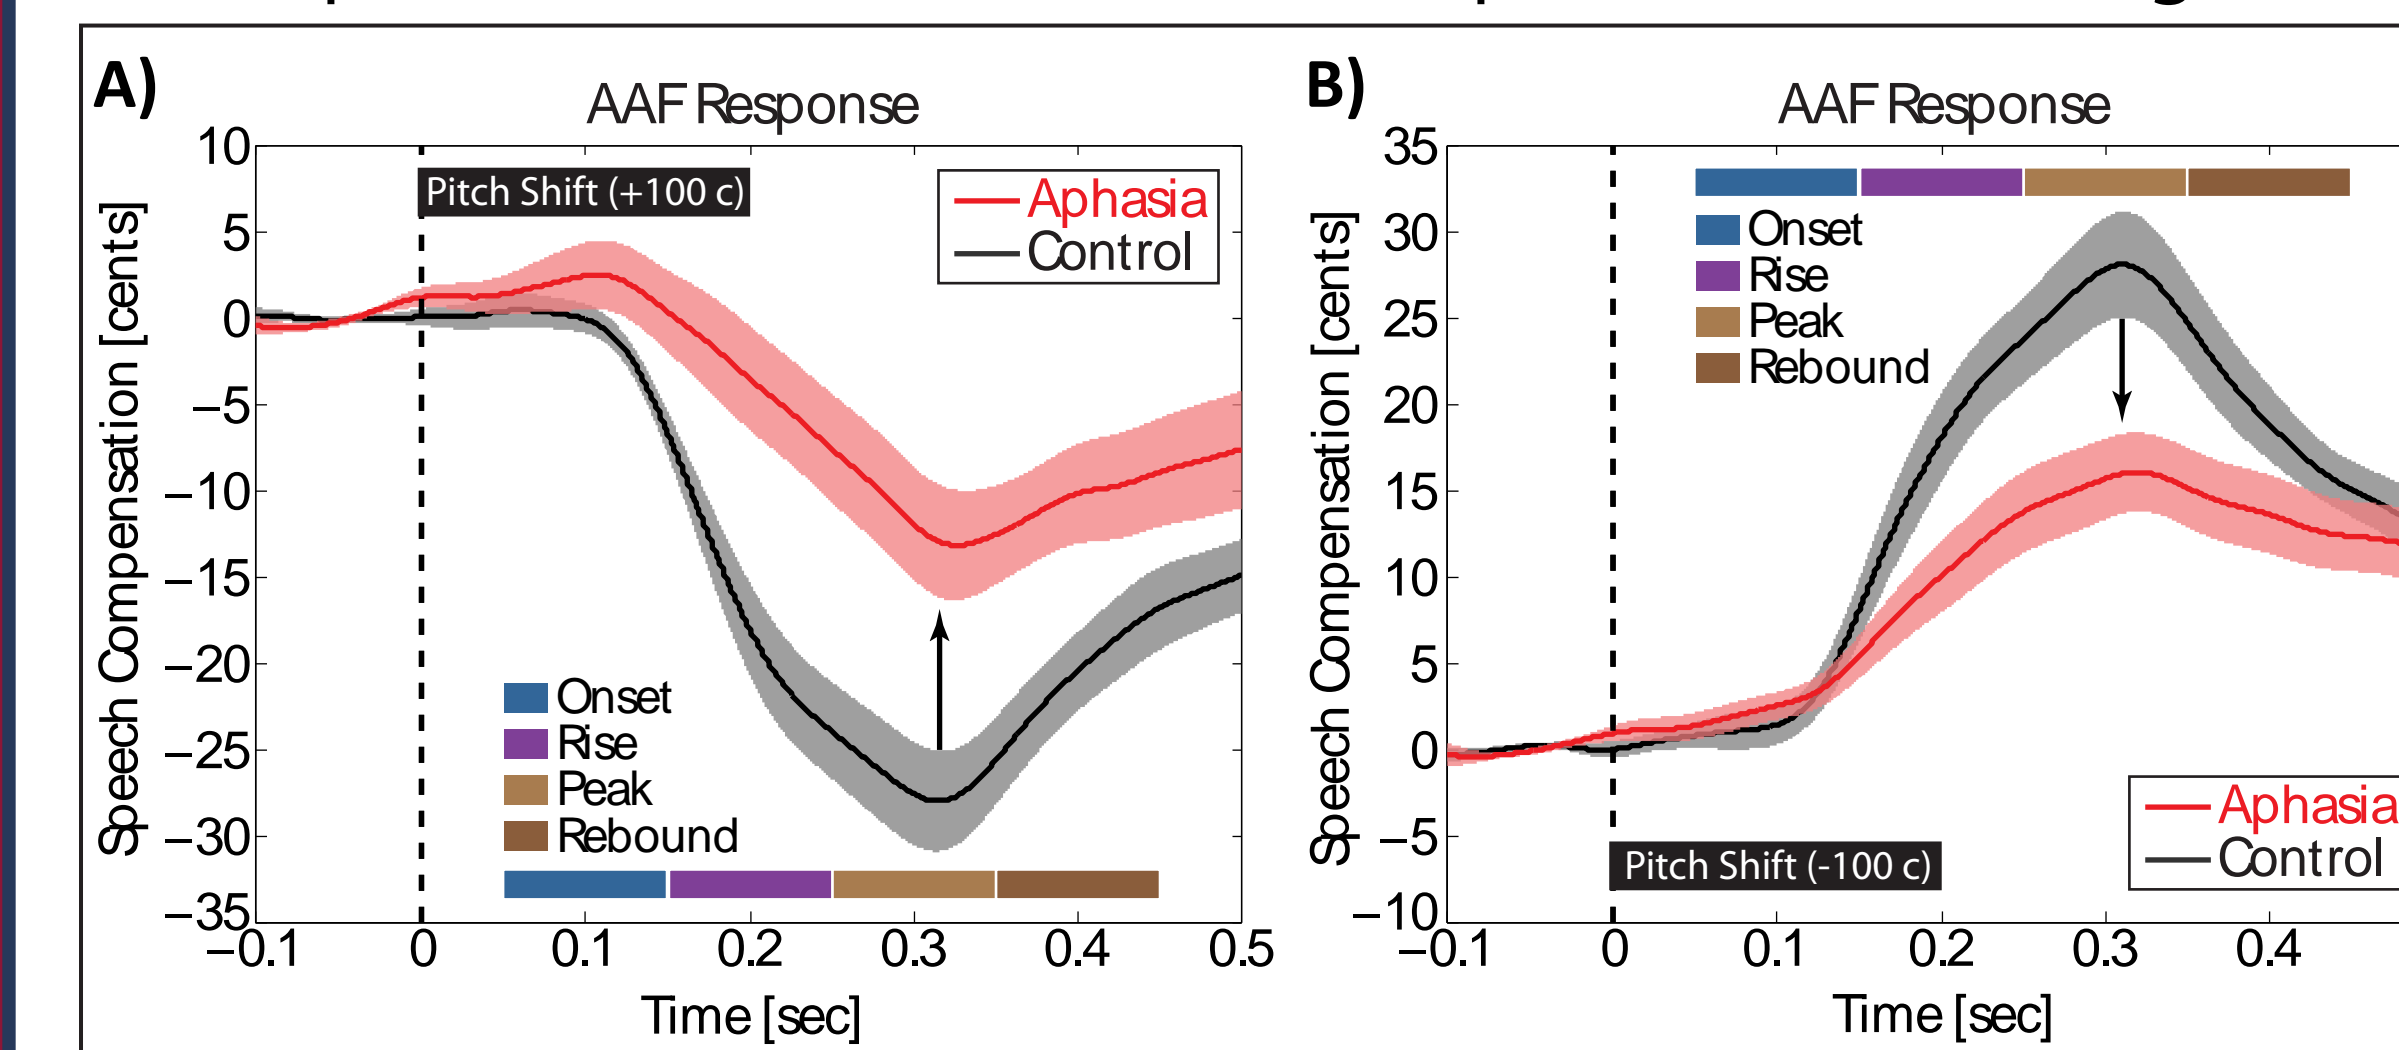 A)
AAF Response
Speech Compensation [cents]
10
5
0
−5
−10
−15
−20
−25
−30
−35
Pitch Shift (+100 c)
Aphasia
Control
Onset
Rise
Peak
Rebound
−0.1 0 0.1 0.2 0.3 0.4 0.5
Time [sec]
B)
AAF Response
Speech Compensation [cents]
35
30
25
20
15
10
5
0
−5
−10
Onset
Rise
Peak
Rebound
Aphasia
Control
Pitch Shift (-100 c)
−0.1 0 0.1 0.2 0.3 0.4
Time [sec]